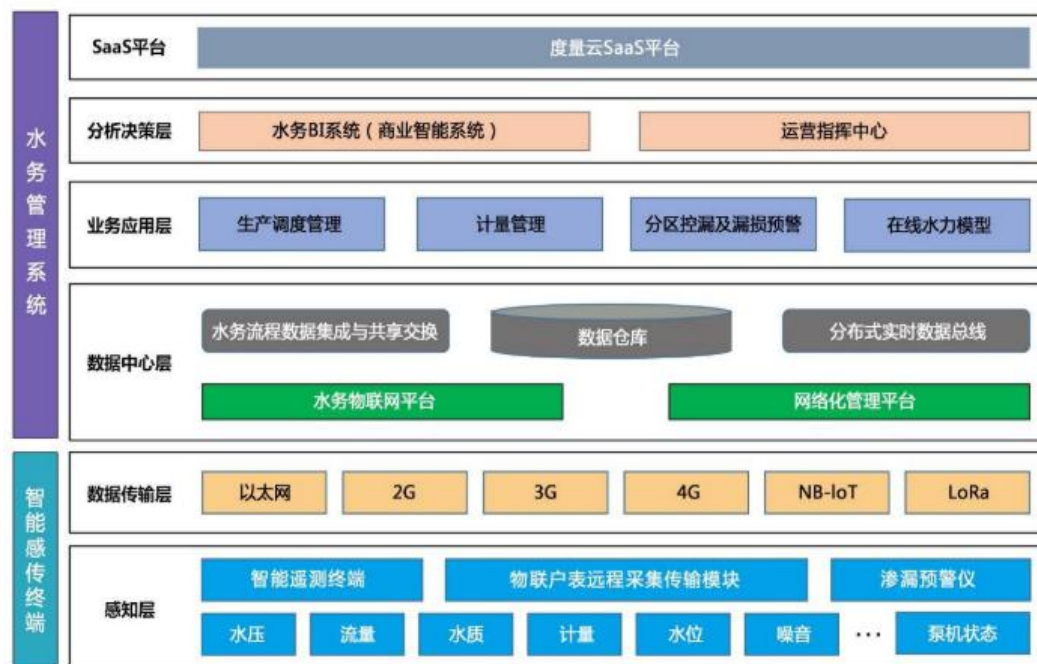 水务管理系统
SaaS平台
度量云SaaS平台
分析决策层
水务BI系统（商业智能系统）
运营指挥中心
业务应用层
生产调度管理
计量管理
分区控漏及漏损预警
在线水力模型
数据中心层
水务流程数据集成与共享交换
数据仓库
分布式实时数据总线
水务物联网平台
网络化管理平台
智能感传终端
数据传输层
以太网
2G
3G
4G
NB-IoT
LoRa
感知层
智能遥测终端
物联户表远程采集传输模块
渗漏预警仪
水压
流量
水质
计量
水位
噪音
···
泵机状态